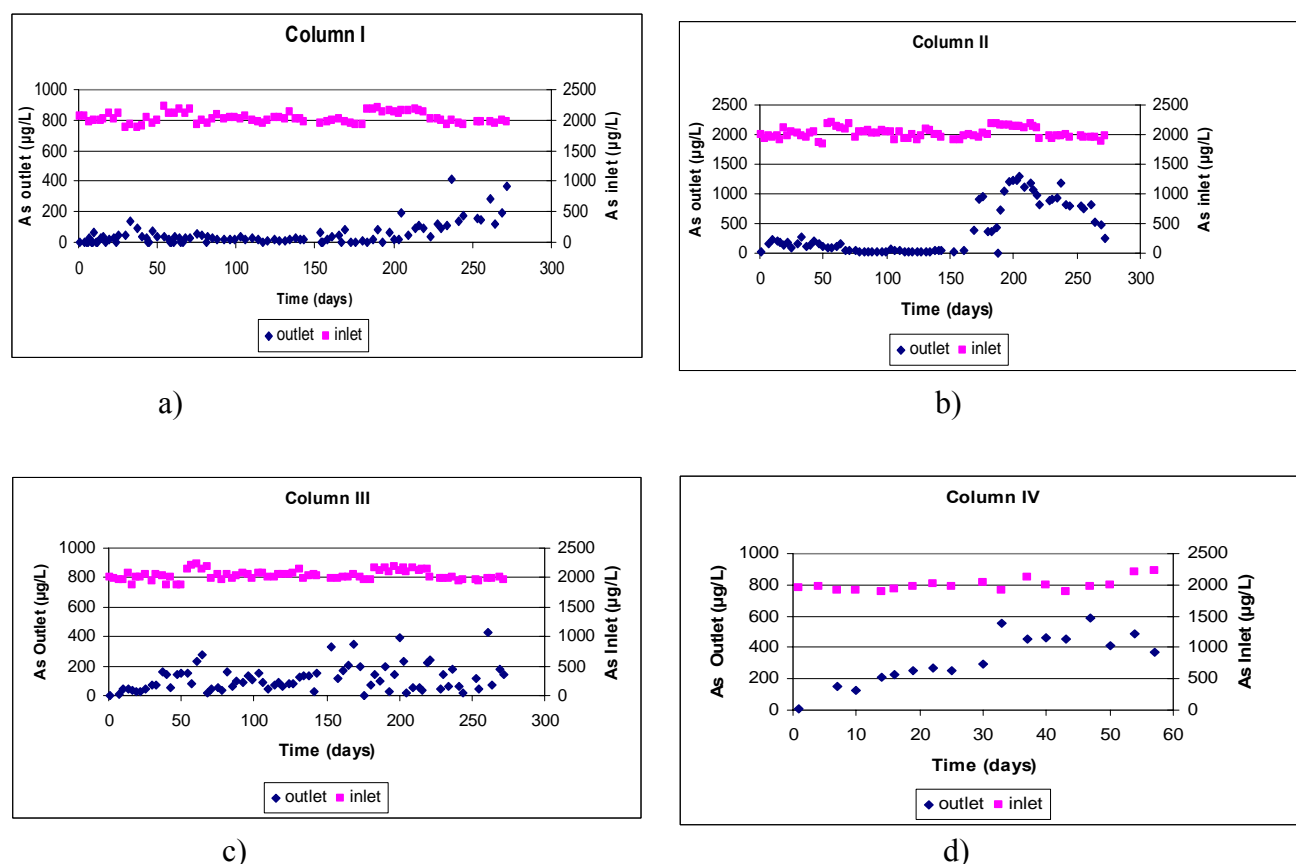 Column I
As outlet (µg/L)
1000
800
600
400
200
0
2500
2000
1500
1000
500
0
As inlet (µg/L)
0 50 100 150 200 250 300
Time (days)
outlet inlet
a)
Column II
As outlet (µg/L)
2500
2000
1500
1000
500
0
2500
2000
1500
1000
500
0
As inlet (µg/L)
0 50 100 150 200 250 300
Time (days)
outlet inlet
b)
Column III
As Outlet (µg/L)
1000
800
600
400
200
0
2500
2000
1500
1000
500
0
As Inlet (µg/L)
0 50 100 150 200 250 300
Time (days)
outlet inlet
c)
Column IV
As Outlet (µg/L)
1000
800
600
400
200
0
2500
2000
1500
1000
500
0
As Inlet (µg/L)
0 10 20 30 40 50 60
Time (days)
outlet inlet
d)